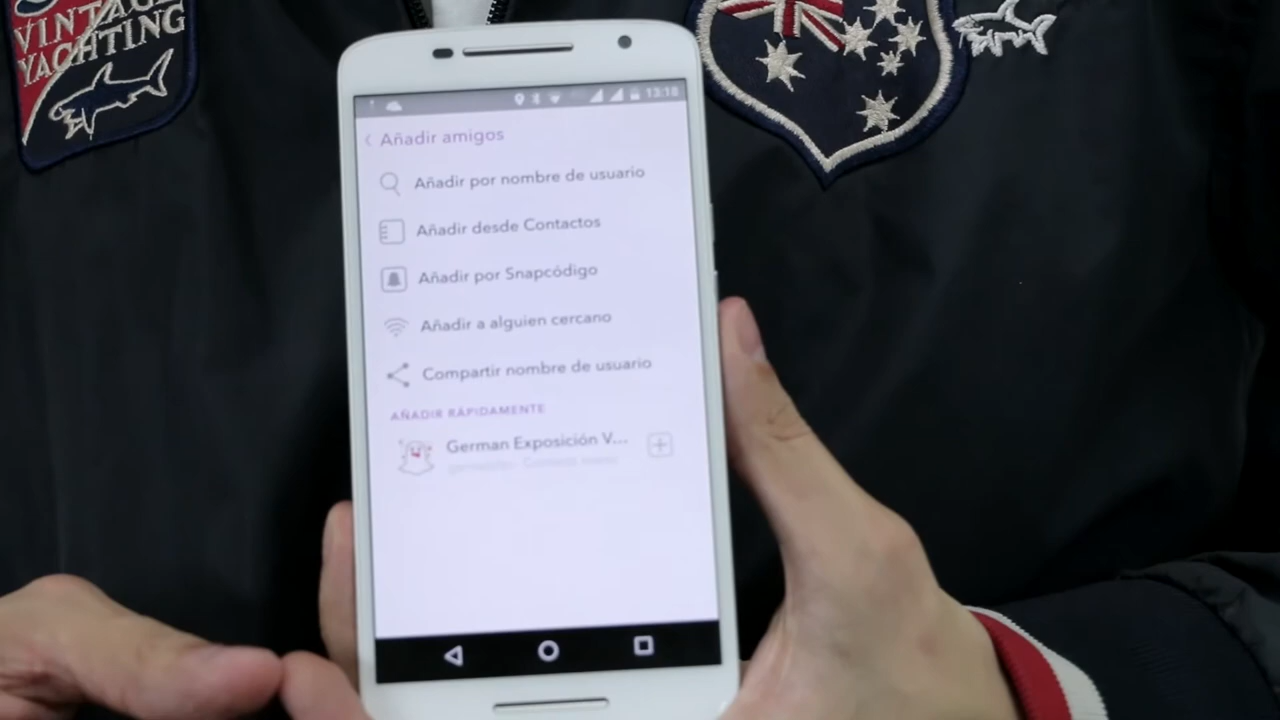 VINTAGE
YACHTING
13:18
Añadir amigos
Añadir por nombre de usuario
Añadir desde Contactos
Añadir por Snapcódigo
Añadir a alguien cercano
Compartir nombre de usuario
AÑADIR RÁPIDAMENTE
German Exposición V...